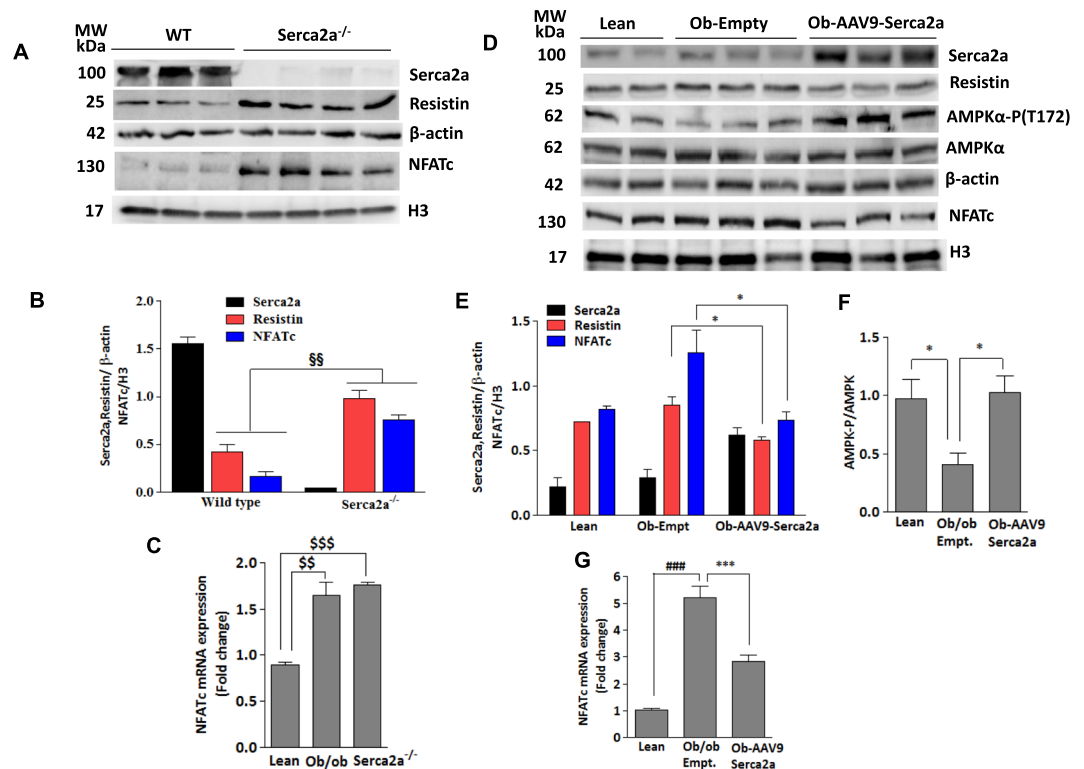 A
MW
kDa
WT
Serca2a-/-
100
Serca2a
25
Resistin
42
β-actin
130
NFATc
17
H3
D
MW
kDa
Lean
Ob-Empty
Ob-AAV9-Serca2a
100
Serca2a
25
Resistin
62
AMPKα-P(T172)
62
AMPKα
42
β-actin
130
NFATc
17
H3
B
Serca2a,Resistin/ β-actin
NFATc/H3
2.0
1.5
1.0
0.5
0.0
Serca2a
Resistin
NFATc
§§
Wild type
Serca2a-/-
E
Serca2a,Resistin/ β-actin
NFATc/H3
1.5
1.0
0.5
0.0
Serca2a
Resistin
NFATc
*
*
Lean
Ob-Empt
Ob-AAV9-Serca2a
F
AMPK-P/AMPK
1.5
1.0
0.5
0.0
*
*
Lean
Ob/ob
Empt.
Ob-AAV9
Serca2a
C
NFATc mRNA expression
(Fold change)
2.0
1.5
1.0
0.5
0.0
$$$
$$
Lean
Ob/ob
Serca2a-/-
G
NFATc mRNA expression
(Fold change)
6
5
4
3
2
1
0
###
***
Lean
Ob/ob
Empt.
Ob-AAV9
Serca2a